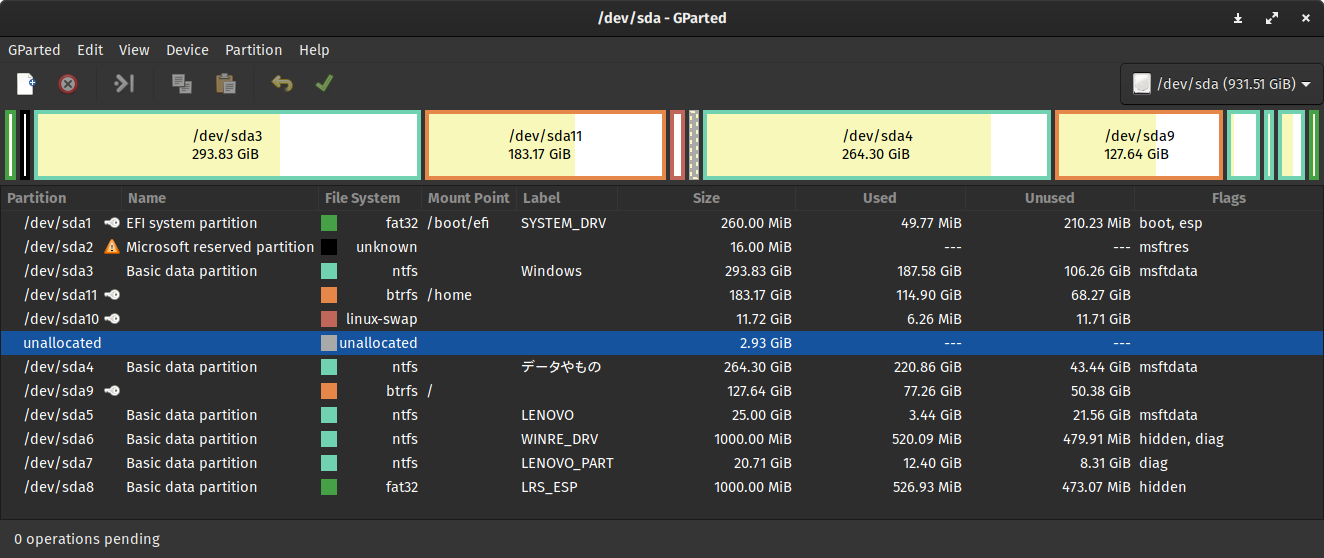 /dev/sda - GParted
GParted Edit View Device Partition Help
/dev/sda (931.51 GiB)
/dev/sda3 /dev/sda11 /dev/sda4 /dev/sda9
293.83 GiB 183.17 GiB 264.30 GiB 127.64 GiB
Partition Name File System Mount Point Label Size Used Unused Flags
/dev/sda1 EFI system partition fat32 /boot/efi SYSTEM_DRV 260.00 MiB 49.77 MiB 210.23 MiB boot, esp
/dev/sda2 Microsoft reserved partition unknown 16.00 MiB --- --- msftres
/dev/sda3 Basic data partition ntfs Windows 293.83 GiB 187.58 GiB 106.26 GiB msftdata
/dev/sda11 btrfs /home 183.17 GiB 114.90 GiB 68.27 GiB
/dev/sda10 linux-swap 11.72 GiB 6.26 MiB 11.71 GiB
unallocated unallocated 2.93 GiB --- ---
/dev/sda4 Basic data partition ntfs データやもの 264.30 GiB 220.86 GiB 43.44 GiB msftdata
/dev/sda9 btrfs / 127.64 GiB 77.26 GiB 50.38 GiB
/dev/sda5 Basic data partition ntfs LENOVO 25.00 GiB 3.44 GiB 21.56 GiB msftdata
/dev/sda6 Basic data partition ntfs WINRE_DRV 1000.00 MiB 520.09 MiB 479.91 MiB hidden, diag
/dev/sda7 Basic data partition ntfs LENOVO_PART 20.71 GiB 12.40 GiB 8.31 GiB diag
/dev/sda8 Basic data partition fat32 LRS_ESP 1000.00 MiB 526.93 MiB 473.07 MiB hidden
0 operations pending